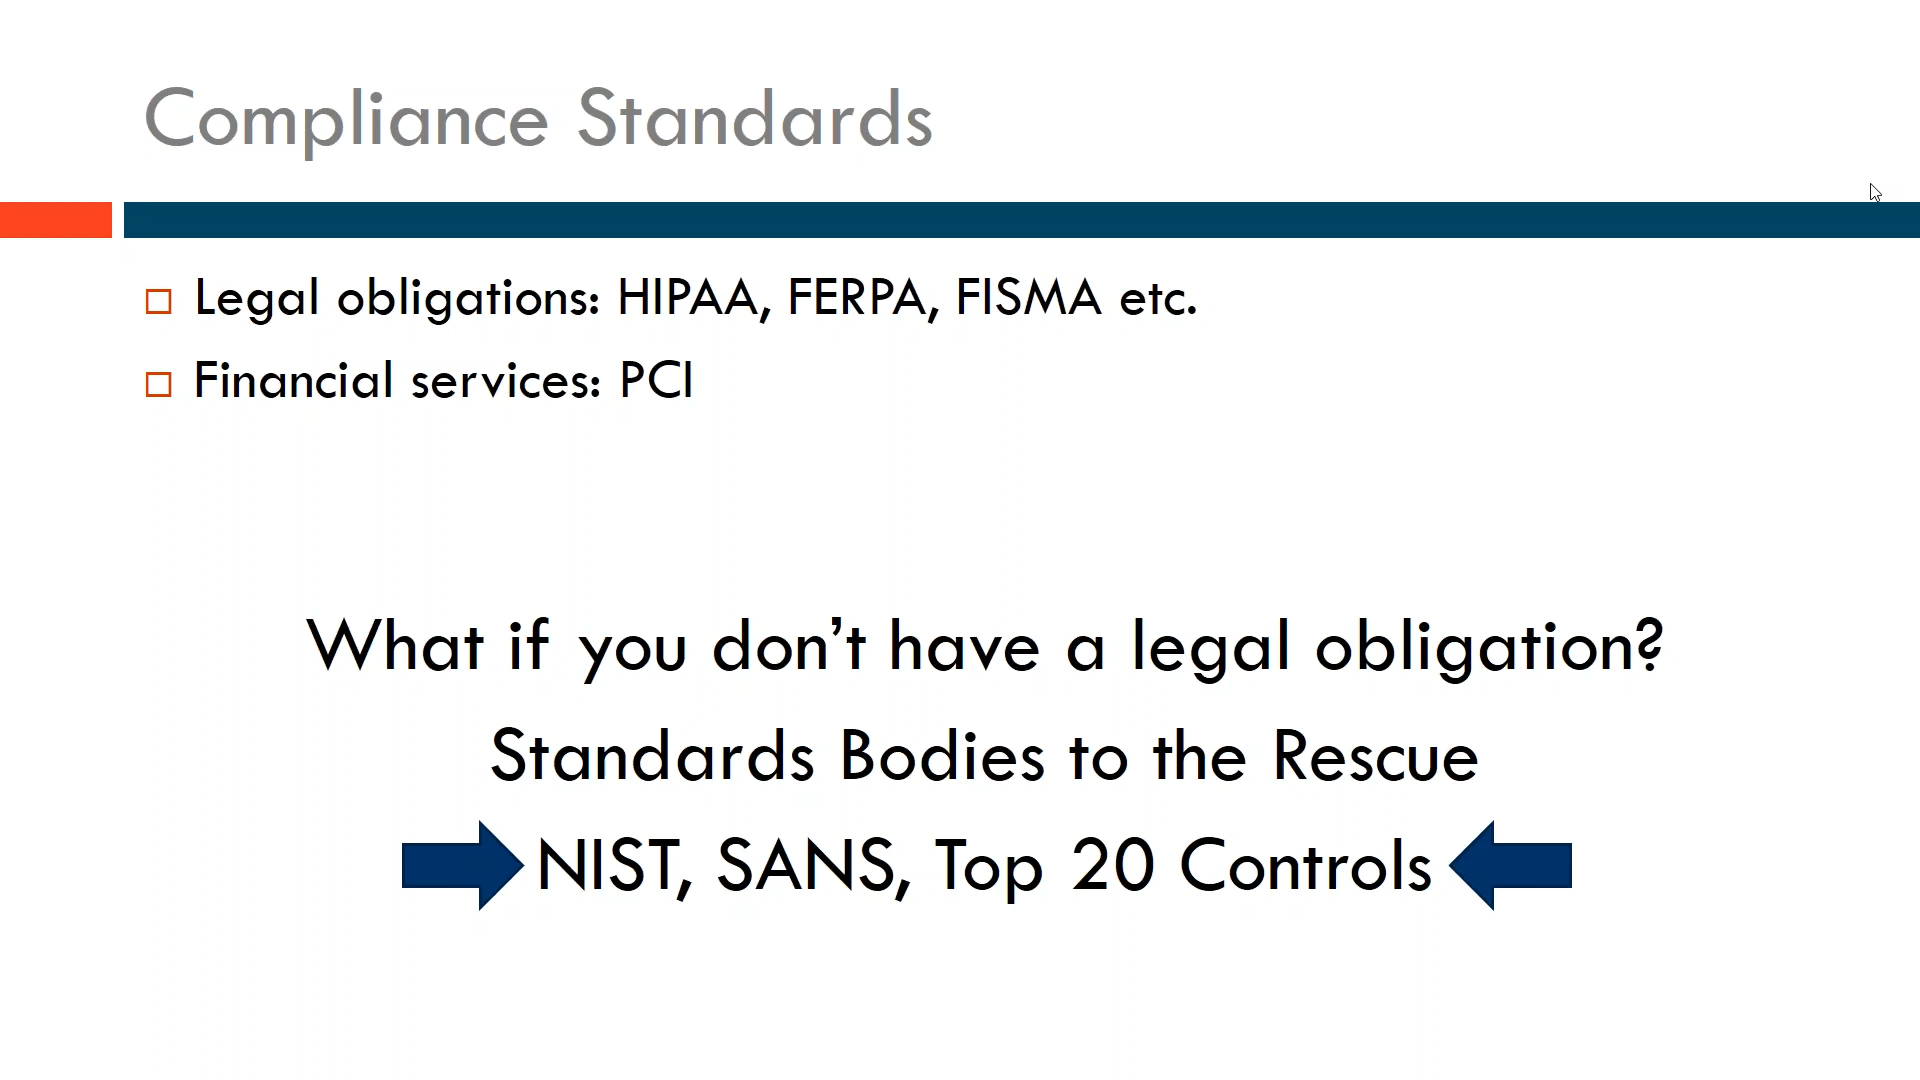 Compliance Standards
Legal obligations: HIPAA, FERPA, FISMA etc.
Financial services: PCI
What if you don’t have a legal obligation?
Standards Bodies to the Rescue
NIST, SANS, Top 20 Controls